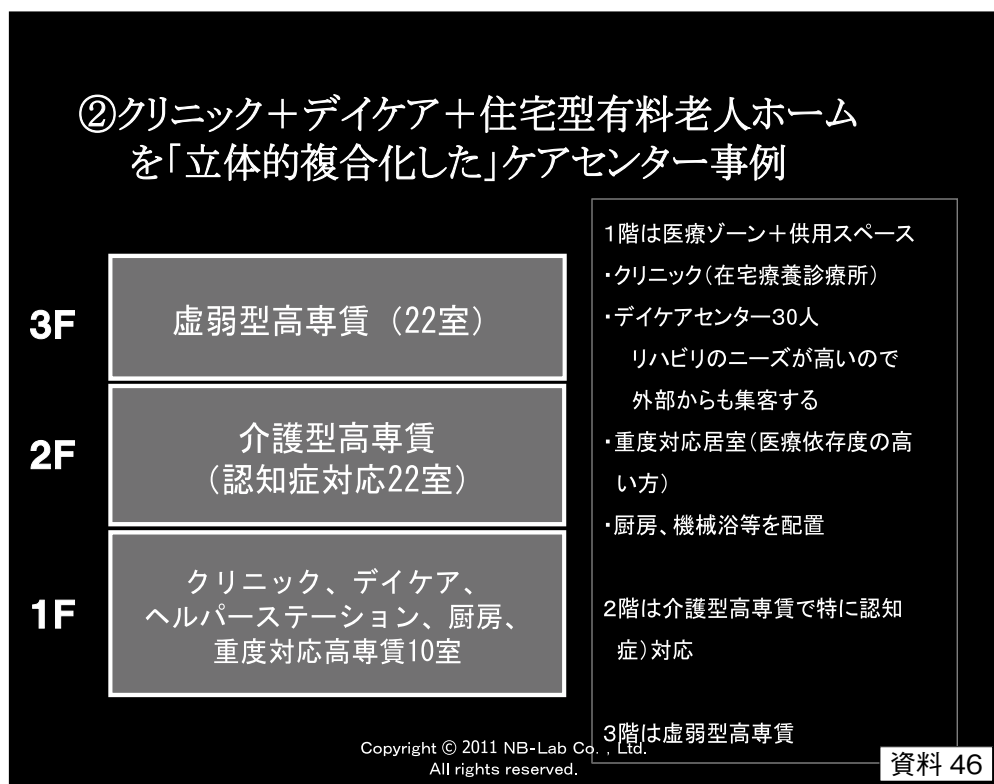 ②クリニック＋デイケア＋住宅型有料老人ホーム
を「立体的複合化した」ケアセンター事例
3F
虚弱型高専賃（22室）
2F
介護型高専賃
（認知症対応22室）
1F
クリニック、デイケア、
ヘルパーステーション、厨房、
重度対応高専賃10室
1階は医療ゾーン＋供用スペース
・クリニック（在宅療養診療所）
・デイケアセンター30人
リハビリのニーズが高いので
外部からも集客する
・重度対応居室（医療依存度の高
い方）
・厨房、機械浴等を配置
2階は介護型高専賃で特に認知
症）対応
3階は虚弱型高専賃
Copyright © 2011 NB-Lab Co. , Ltd.
All rights reserved.
資料 46